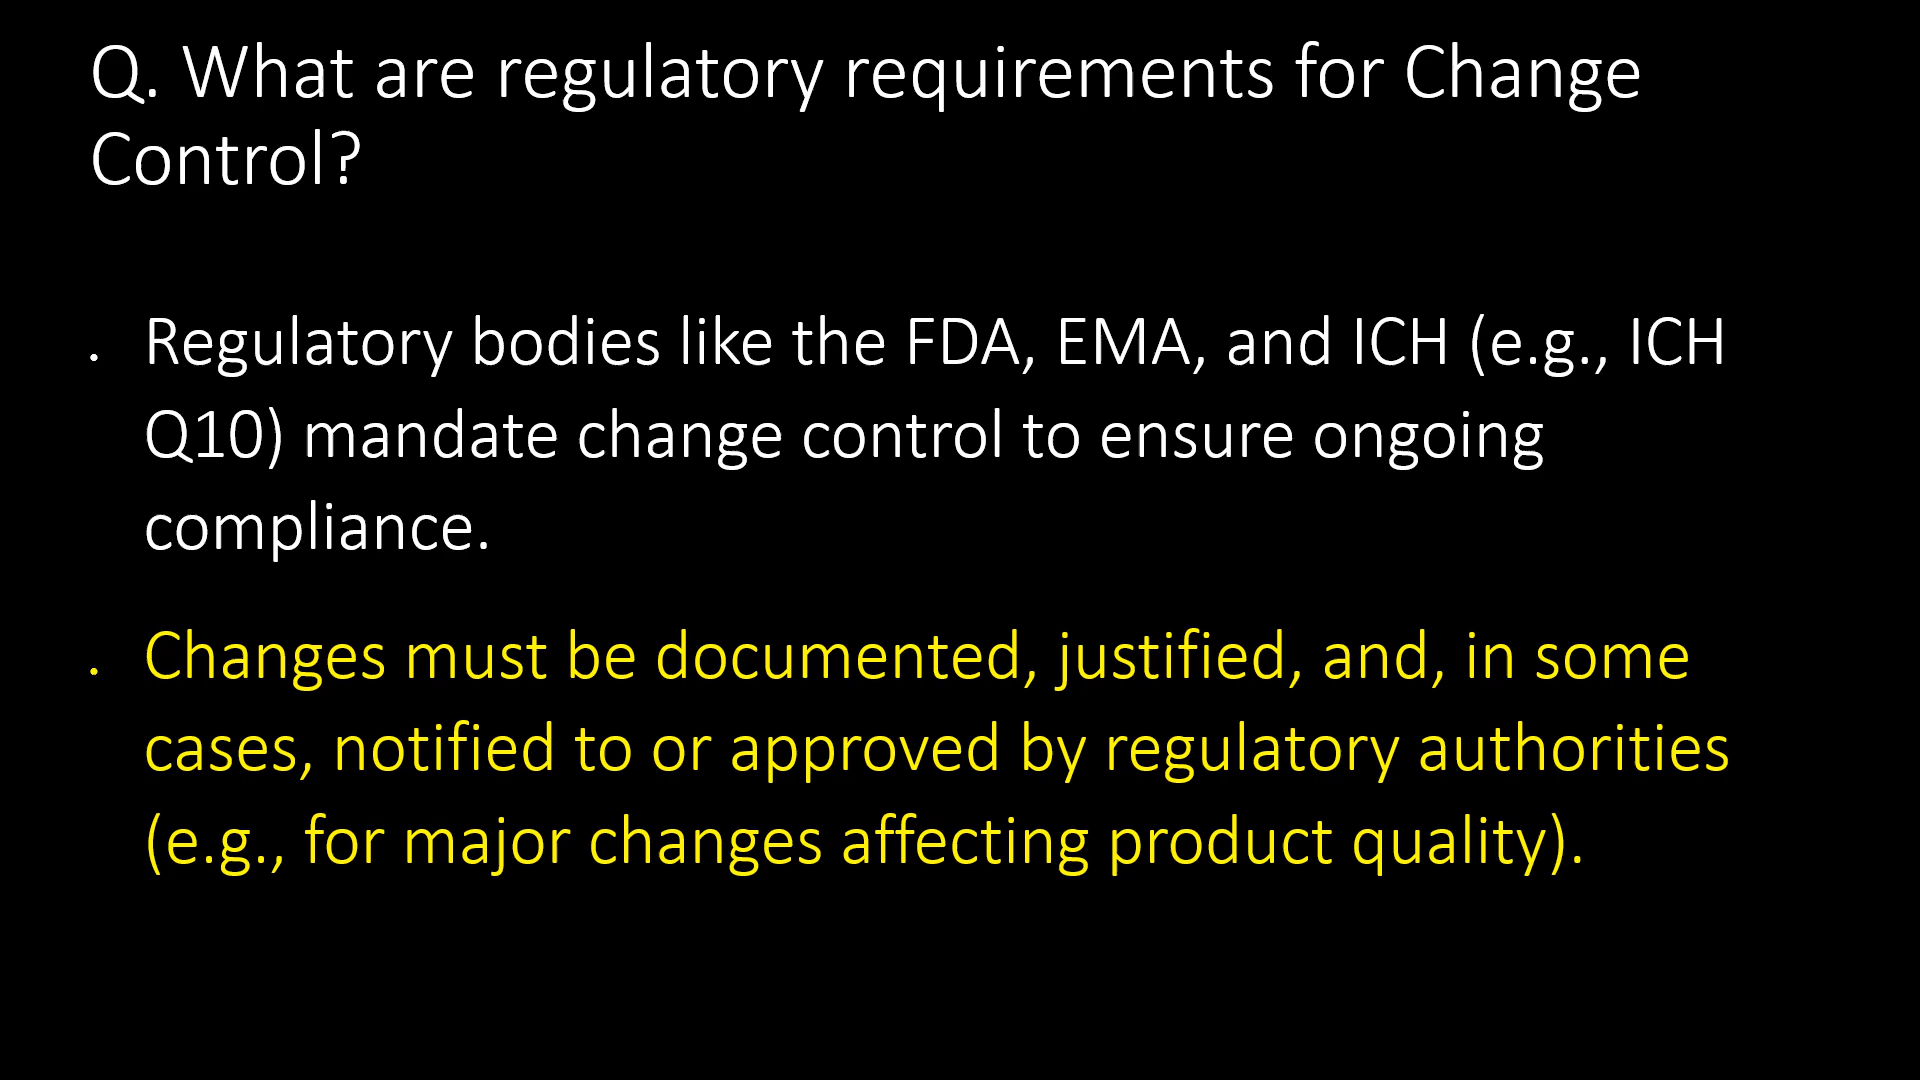 Q. What are regulatory requirements for Change
Control?
• Regulatory bodies like the FDA, EMA, and ICH (e.g., ICH
Q10) mandate change control to ensure ongoing
compliance.
• Changes must be documented, justified, and, in some
cases, notified to or approved by regulatory authorities
(e.g., for major changes affecting product quality).